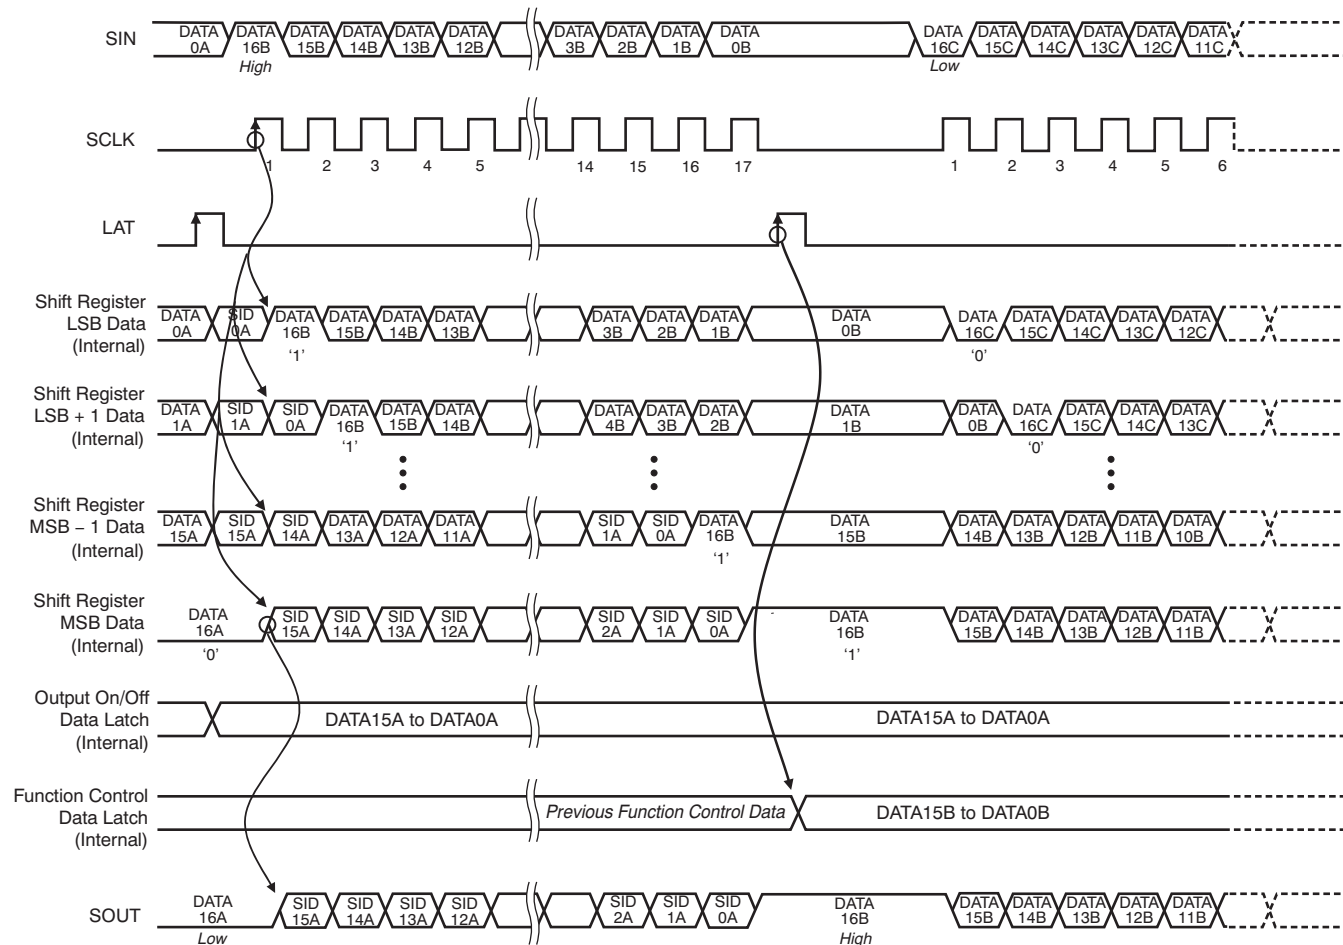 SIN
DATA 0A
DATA 16B
High
DATA 15B
DATA 14B
DATA 13B
DATA 12B
DATA 3B
DATA 2B
DATA 1B
DATA 0B
DATA 16C
Low
DATA 15C
DATA 14C
DATA 13C
DATA 12C
DATA 11C
SCLK
1 2 3 4 5 14 15 16 17 1 2 3 4 5 6
LAT
Shift Register
LSB Data
(Internal)
DATA 0A
SID 0A
DATA 16B
'1'
DATA 15B
DATA 14B
DATA 13B
DATA 3B
DATA 2B
DATA 1B
DATA 0B
DATA 16C
'0'
DATA 15C
DATA 14C
DATA 13C
DATA 12C
Shift Register
LSB + 1 Data
(Internal)
DATA 1A
SID 1A
SID 0A
DATA 16B
'1'
DATA 15B
DATA 14B
DATA 4B
DATA 3B
DATA 2B
DATA 1B
DATA 0B
DATA 16C
'0'
DATA 15C
DATA 14C
DATA 13C
Shift Register
MSB − 1 Data
(Internal)
DATA 15A
SID 15A
SID 14A
DATA 13A
DATA 12A
DATA 11A
SID 1A
SID 0A
DATA 16B
'1'
DATA 15B
DATA 14B
DATA 13B
DATA 12B
DATA 11B
DATA 10B
Shift Register
MSB Data
(Internal)
DATA 16A
'0'
SID 15A
SID 14A
SID 13A
SID 12A
SID 2A
SID 1A
SID 0A
DATA 16B
'1'
DATA 15B
DATA 14B
DATA 13B
DATA 12B
DATA 11B
Output On/Off
Data Latch
(Internal)
DATA15A to DATA0A
DATA15A to DATA0A
Function Control
Data Latch
(Internal)
Previous Function Control Data
DATA15B to DATA0B
SOUT
DATA 16A
Low
SID 15A
SID 14A
SID 13A
SID 12A
SID 2A
SID 1A
SID 0A
DATA 16B
High
DATA 15B
DATA 14B
DATA 13B
DATA 12B
DATA 11B